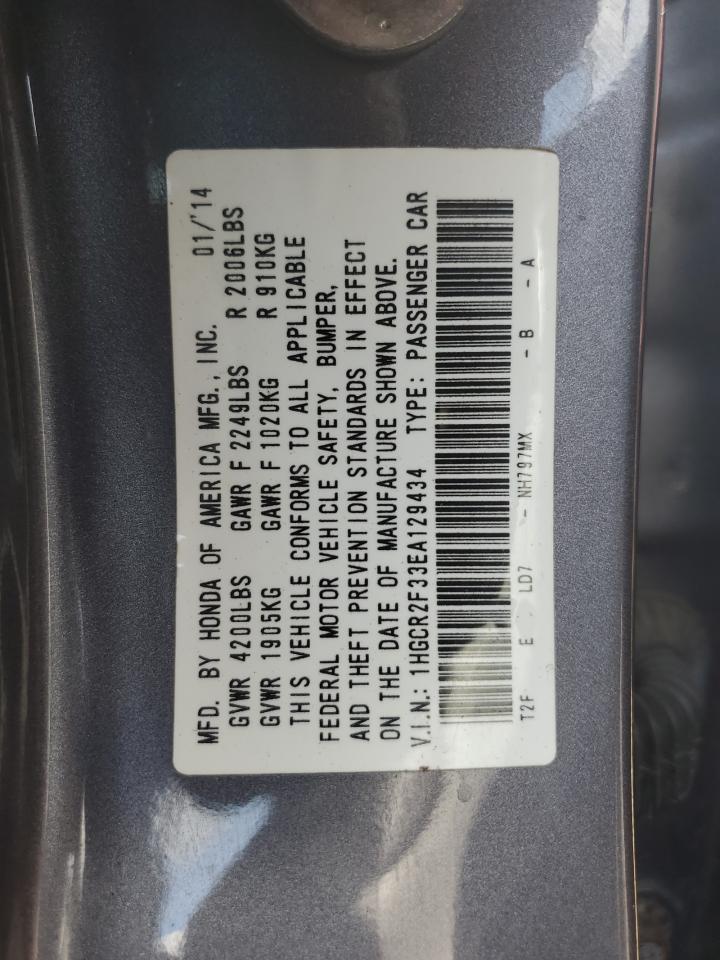 MFD. BY HONDA OF AMERICA MFG., INC. 01/'14
GVWR 4200LBS GAWR F 2249LBS R 2006LBS
GVWR 1905KG GAWR F 1020KG R 910KG
THIS VEHICLE CONFORMS TO ALL APPLICABLE
FEDERAL MOTOR VEHICLE SAFETY, BUMPER,
AND THEFT PREVENTION STANDARDS IN EFFECT
ON THE DATE OF MANUFACTURE SHOWN ABOVE.
V.I.N.: 1HGCR2F33EA129434 TYPE: PASSENGER CAR
T2F E LD7 - NH797MX - B - A